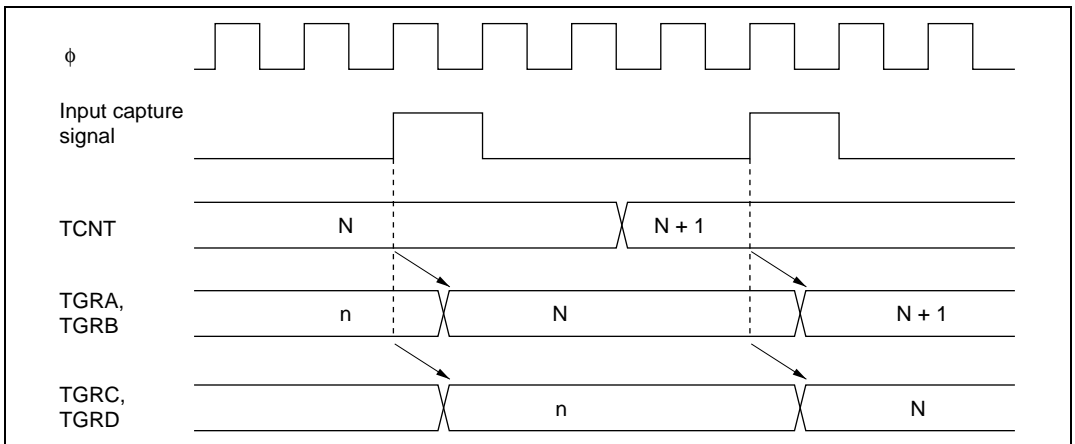 ϕ
Input capture
signal
TCNT
N
N + 1
TGRA,
TGRB
n
N
N + 1
TGRC,
TGRD
n
N